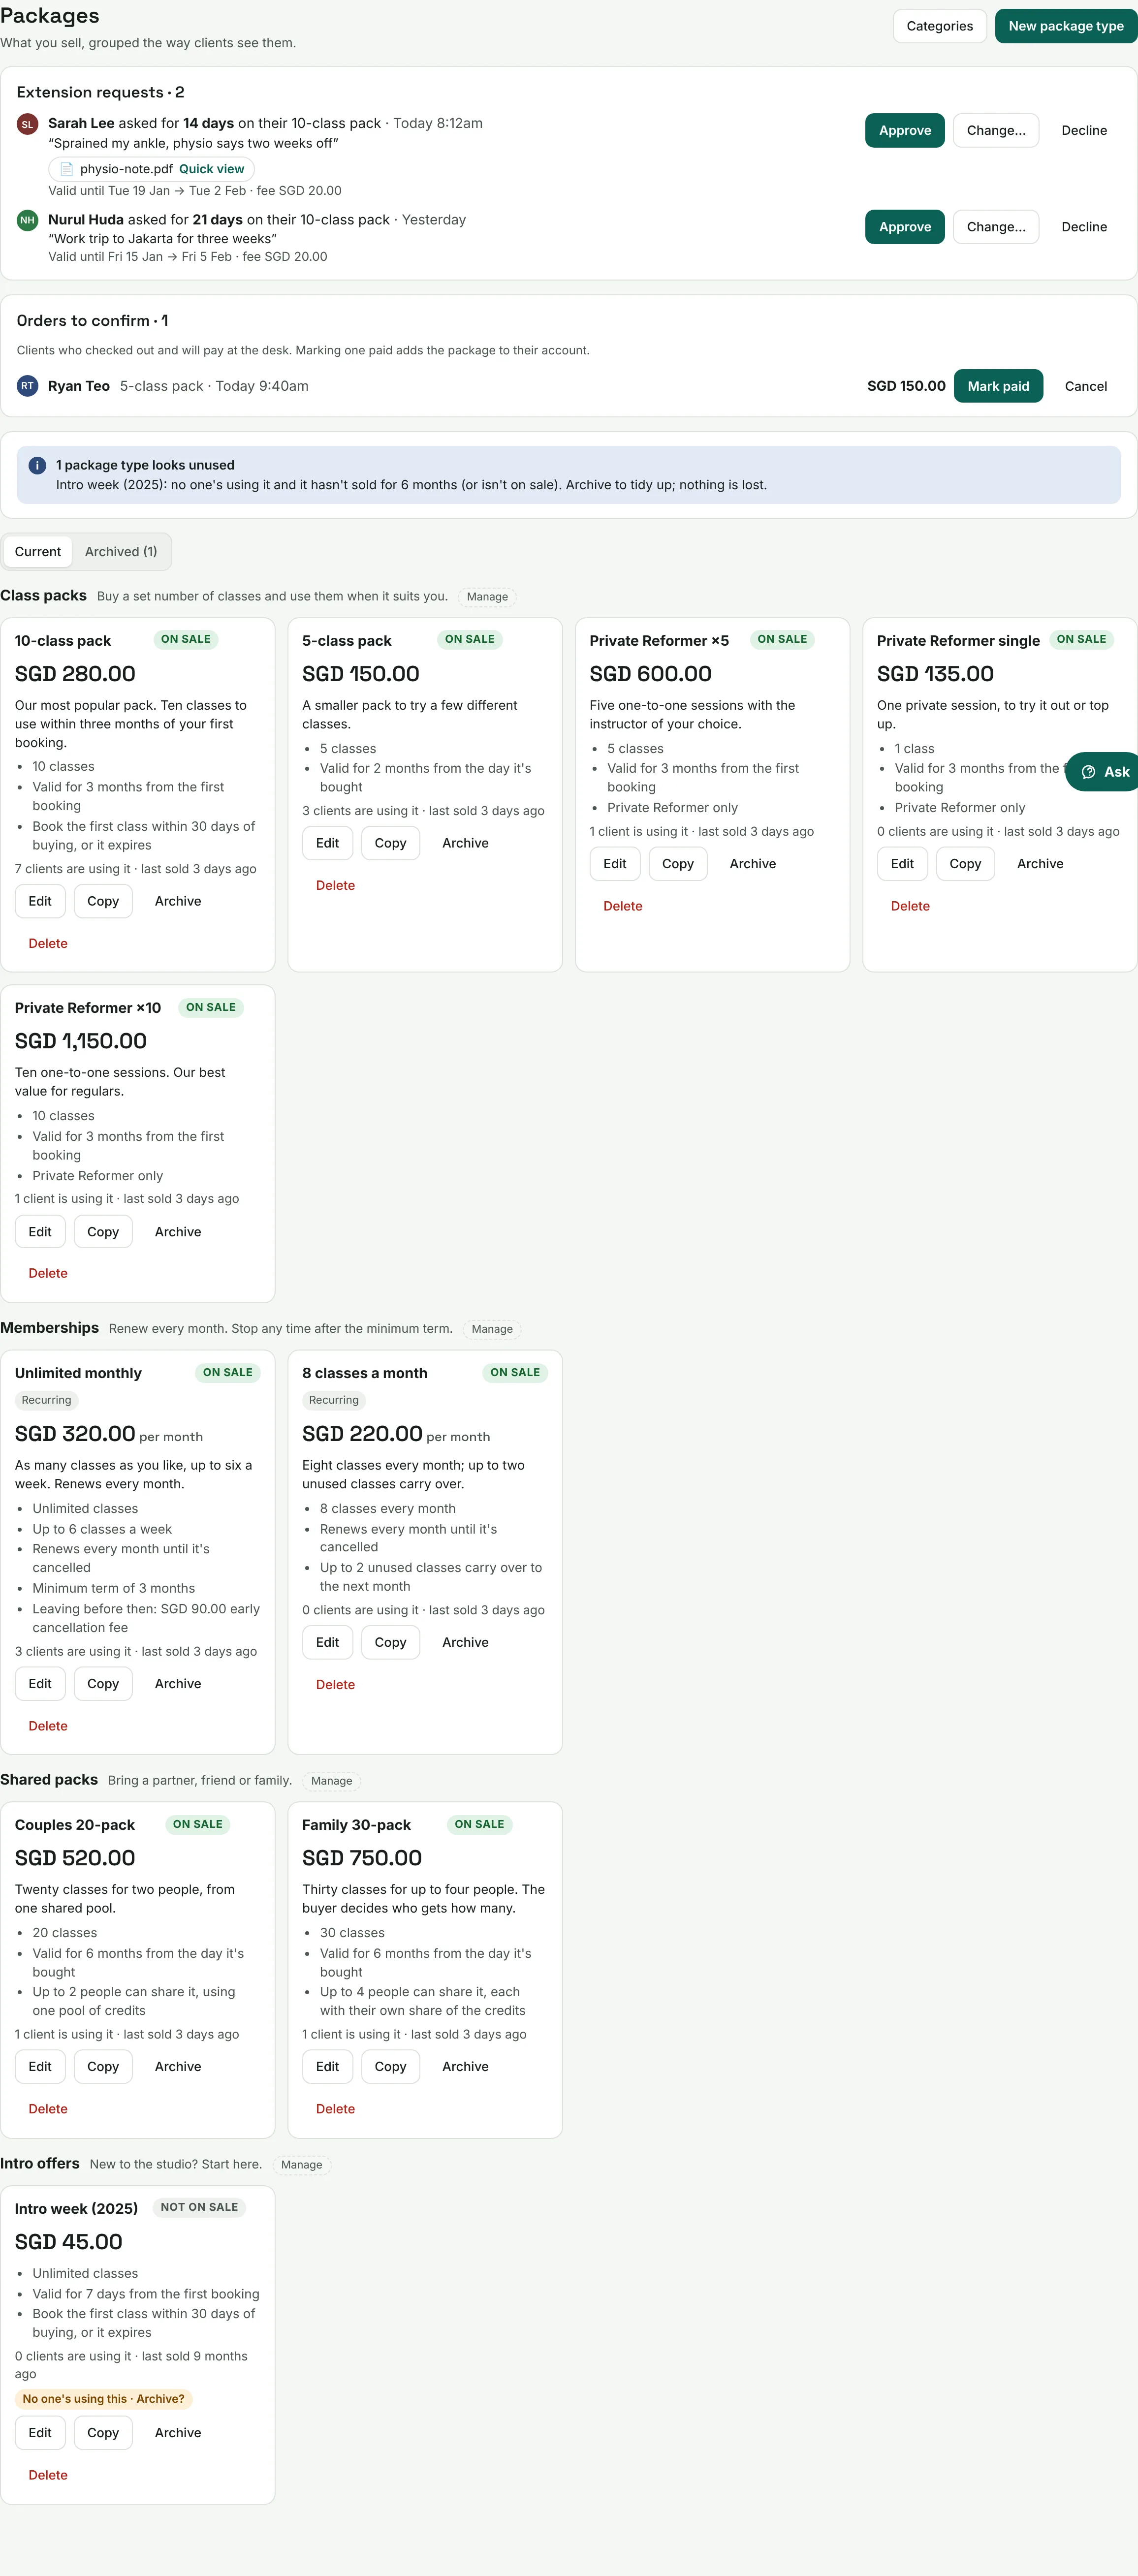 Packages
Categories
New package type
What you sell, grouped the way clients see them.
Extension requests · 2
SL
Sarah Lee asked for 14 days on their 10-class pack · Today 8:12am
Approve
Change...
Decline
“Sprained my ankle, physio says two weeks off”
physio-note.pdf Quick view
Valid until Tue 19 Jan → Tue 2 Feb · fee SGD 20.00
NH
Nurul Huda asked for 21 days on their 10-class pack · Yesterday
Approve
Change...
Decline
“Work trip to Jakarta for three weeks”
Valid until Fri 15 Jan → Fri 5 Feb · fee SGD 20.00
Orders to confirm · 1
Clients who checked out and will pay at the desk. Marking one paid adds the package to their account.
RT
Ryan Teo 5-class pack · Today 9:40am
SGD 150.00
Mark paid
Cancel
i
1 package type looks unused
Intro week (2025): no one's using it and it hasn't sold for 6 months (or isn't on sale). Archive to tidy up; nothing is lost.
Current
Archived (1)
Class packs Buy a set number of classes and use them when it suits you. Manage
10-class pack ON SALE
SGD 280.00
Our most popular pack. Ten classes to
use within three months of your first
booking.
• 10 classes
• Valid for 3 months from the first
booking
• Book the first class within 30 days of
buying, or it expires
7 clients are using it · last sold 3 days ago
Edit
Copy
Archive
Delete
5-class pack ON SALE
SGD 150.00
A smaller pack to try a few different
classes.
• 5 classes
• Valid for 2 months from the day it's
bought
3 clients are using it · last sold 3 days ago
Edit
Copy
Archive
Delete
Private Reformer ×5 ON SALE
SGD 600.00
Five one-to-one sessions with the
instructor of your choice.
• 5 classes
• Valid for 3 months from the first
booking
• Private Reformer only
1 client is using it · last sold 3 days ago
Edit
Copy
Archive
Delete
Private Reformer single ON SALE
SGD 135.00
One private session, to try it out or top
up.
• 1 class
• Valid for 3 months from the
booking
• Private Reformer only
0 clients are using it · last sold 3 days ago
Edit
Copy
Archive
Delete
Ask
Private Reformer ×10 ON SALE
SGD 1,150.00
Ten one-to-one sessions. Our best
value for regulars.
• 10 classes
• Valid for 3 months from the first
booking
• Private Reformer only
1 client is using it · last sold 3 days ago
Edit
Copy
Archive
Delete
Memberships Renew every month. Stop any time after the minimum term. Manage
Unlimited monthly ON SALE
Recurring
SGD 320.00 per month
As many classes as you like, up to six a
week. Renews every month.
• Unlimited classes
• Up to 6 classes a week
• Renews every month until it's
cancelled
• Minimum term of 3 months
• Leaving before then: SGD 90.00 early
cancellation fee
3 clients are using it · last sold 3 days ago
Edit
Copy
Archive
Delete
8 classes a month ON SALE
Recurring
SGD 220.00 per month
Eight classes every month; up to two
unused classes carry over.
• 8 classes every month
• Renews every month until it's
cancelled
• Up to 2 unused classes carry over to
the next month
0 clients are using it · last sold 3 days ago
Edit
Copy
Archive
Delete
Shared packs Bring a partner, friend or family. Manage
Couples 20-pack ON SALE
SGD 520.00
Twenty classes for two people, from
one shared pool.
• 20 classes
• Valid for 6 months from the day it's
bought
• Up to 2 people can share it, using
one pool of credits
1 client is using it · last sold 3 days ago
Edit
Copy
Archive
Delete
Family 30-pack ON SALE
SGD 750.00
Thirty classes for up to four people. The
buyer decides who gets how many.
• 30 classes
• Valid for 6 months from the day it's
bought
• Up to 4 people can share it, each
with their own share of the credits
1 client is using it · last sold 3 days ago
Edit
Copy
Archive
Delete
Intro offers New to the studio? Start here. Manage
Intro week (2025) NOT ON SALE
SGD 45.00
• Unlimited classes
• Valid for 7 days from the first booking
• Book the first class within 30 days of
buying, or it expires
0 clients are using it · last sold 9 months
ago
No one's using this · Archive?
Edit
Copy
Archive
Delete